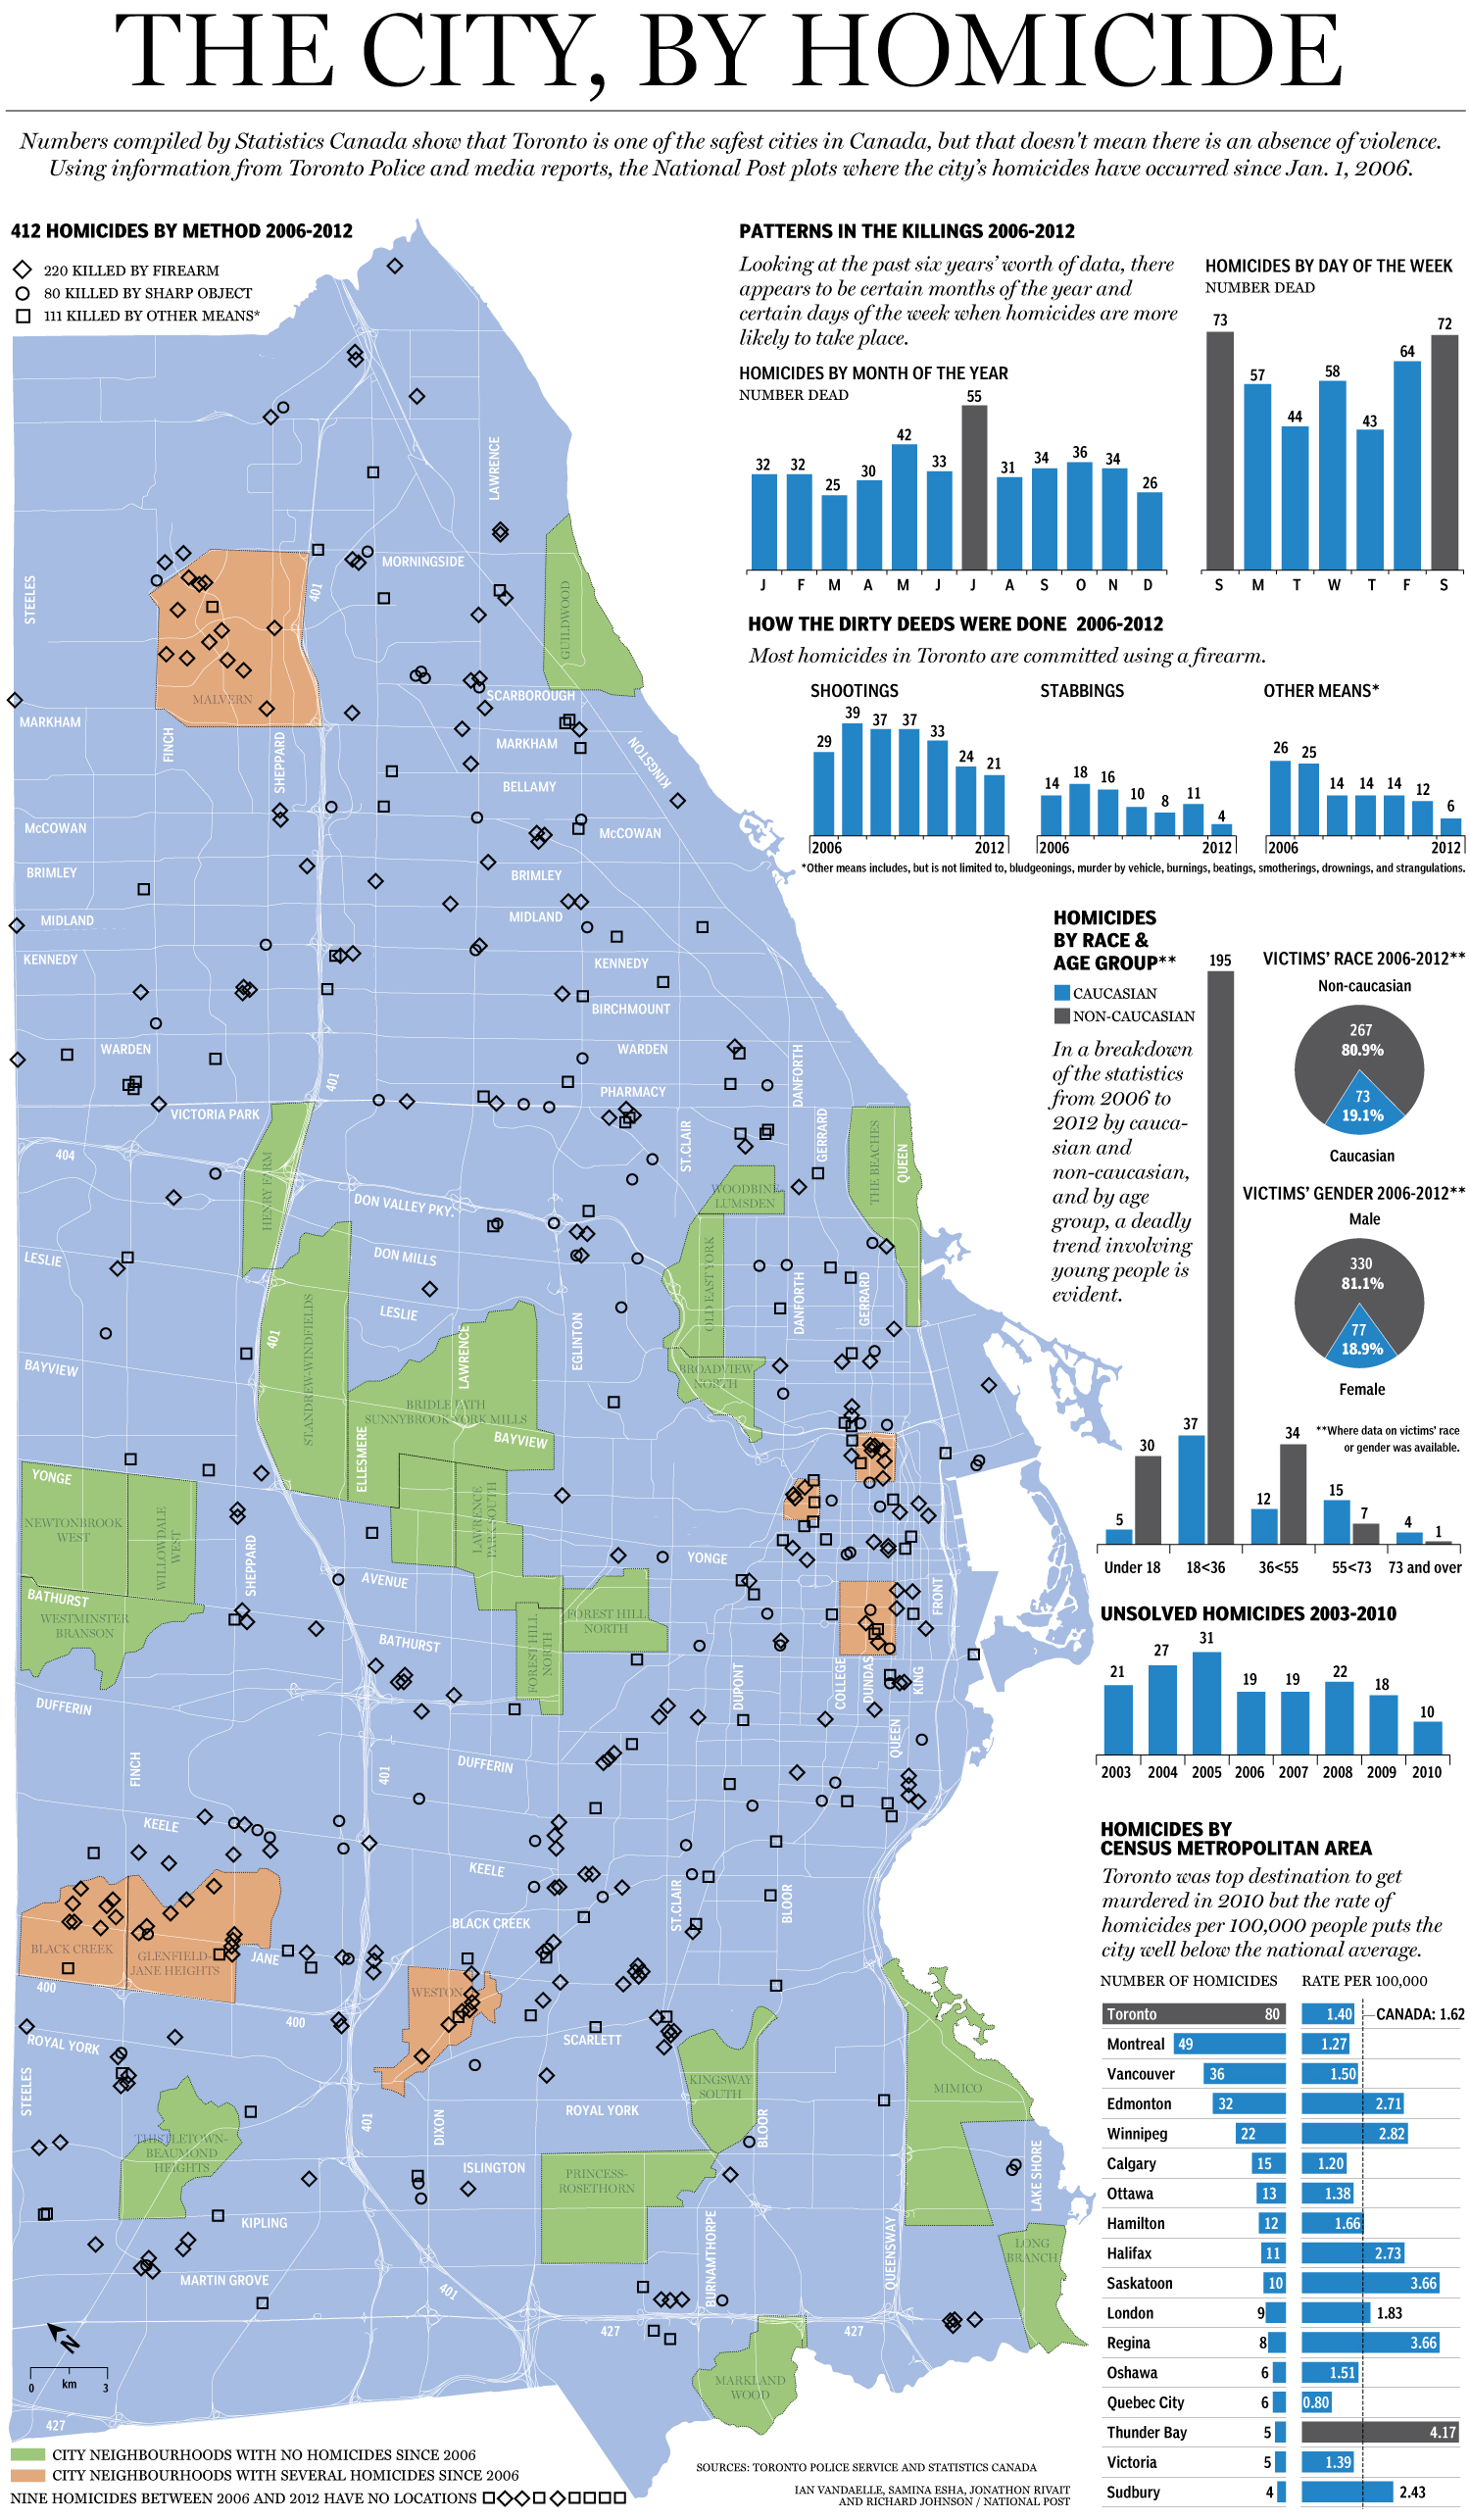 THE CITY, BY HOMICIDE
Numbers compiled by Statistics Canada show that Toronto is one of the safest cities in Canada, but that doesn't mean there is an absence of violence.
Using information from Toronto Police and media reports, the National Post plots where the city's homicides have occurred since Jan. 1, 2006.
412 HOMICIDES BY METHOD 2006-2012
220 KILLED BY FIREARM
80 KILLED BY SHARP OBJECT
111 KILLED BY OTHER MEANS*
STEELES
LAWRENCE
MORNINGSIDE
401
GUILDWOOD
MALVERN
SCARBOROUGH
MARKHAM
FINCH
SHEPPARD
MARKHAM
KINGSTON
BELLAMY
McCOWAN
McCOWAN
BRIMLEY
BRIMLEY
MIDLAND
MIDLAND
KENNEDY
KENNEDY
BIRCHMOUNT
WARDEN
WARDEN
401
PHARMACY
DANFORTH
VICTORIA PARK
ST.CLAIR
GERRARD
404
HENRY FARM
THE BEACHES
QUEEN
WOODBINE
LUMSDEN
DON VALLEY PKY.
LESLIE
DON MILLS
OLD EAST YORK
DANFORTH
GERRARD
LESLIE
ST.ANDREW-WINDFIELDS
401
LAWRENCE
EGLINTON
BAYVIEW
BROADVIEW
NORTH
BRIDLE PATH
SUNNYBROOK-YORK MILLS
BAYVIEW
ELLESMERE
YONGE
NEWTONBROOK
WEST
WILLOWDALE
WEST
LAWRENCE
PARK SOUTH
YONGE
SHEPPARD
AVENUE
BATHURST
WESTMINSTER
BRANSON
FRONT
FOREST HILL
NORTH
FOREST HILL
NORTH
BATHURST
DUPONT
COLLEGE
DUNDAS
KING
DUFFERIN
QUEEN
FINCH
401
DUFFERIN
KEELE
KEELE
ST.CLAIR
BLOOR
BLACK CREEK
BLACK CREEK
GLENFIELD-
JANE HEIGHTS
JANE
400
WESTON
400
SCARLETT
ROYAL YORK
STEELES
KINGSWAY
SOUTH
MIMICO
401
DIXON
ROYAL YORK
BLOOR
THISTLETOWN-
BEAUMOND
HEIGHTS
ISLINGTON
PRINCESS-
ROSETHORN
LAKE SHORE
KIPLING
BURNAMTHORPE
QUEENSWAY
LONG
BRANCH
MARTIN GROVE
401
427
427
N
0 km 3
MARKLAND
WOOD
427
CITY NEIGHBOURHOODS WITH NO HOMICIDES SINCE 2006
CITY NEIGHBOURHOODS WITH SEVERAL HOMICIDES SINCE 2006
NINE HOMICIDES BETWEEN 2006 AND 2012 HAVE NO LOCATIONS
SOURCES: TORONTO POLICE SERVICE AND STATISTICS CANADA
IAN VANDAELLE, SAMINA ESHA, JONATHON RIVAIT
AND RICHARD JOHNSON / NATIONAL POST
PATTERNS IN THE KILLINGS 2006-2012
Looking at the past six years' worth of data, there
appears to be certain months of the year and
certain days of the week when homicides are more
likely to take place.
HOMICIDES BY MONTH OF THE YEAR
NUMBER DEAD
32 32 25 30 42 33 55 31 34 36 34 26
J F M A M J J A S O N D
HOMICIDES BY DAY OF THE WEEK
NUMBER DEAD
73 57 44 58 43 64 72
S M T W T F S
HOW THE DIRTY DEEDS WERE DONE 2006-2012
Most homicides in Toronto are committed using a firearm.
SHOOTINGS
29 39 37 37 33 24 21
2006 2012
STABBINGS
14 18 16 10 8 11 4
2006 2012
OTHER MEANS*
26 25 14 14 14 12 6
2006 2012
*Other means includes, but is not limited to, bludgeonings, murder by vehicle, burnings, beatings, smotherings, drownings, and strangulations.
HOMICIDES
BY RACE &
AGE GROUP**
CAUCASIAN
NON-CAUCASIAN
In a breakdown
of the statistics
from 2006 to
2012 by cauca-
sian and
non-caucasian,
and by age
group, a deadly
trend involving
young people is
evident.
5 30 37 195 12 34 15 7 4 1
Under 18 18<36 36<55 55<73 73 and over
VICTIMS' RACE 2006-2012**
Non-caucasian
267
80.9%
73
19.1%
Caucasian
VICTIMS' GENDER 2006-2012**
Male
330
81.1%
77
18.9%
Female
**Where data on victims' race
or gender was available.
UNSOLVED HOMICIDES 2003-2010
21 27 31 19 19 22 18 10
2003 2004 2005 2006 2007 2008 2009 2010
HOMICIDES BY
CENSUS METROPOLITAN AREA
Toronto was top destination to get
murdered in 2010 but the rate of
homicides per 100,000 people puts the
city well below the national average.
NUMBER OF HOMICIDES RATE PER 100,000
Toronto 80 1.40 CANADA: 1.62
Montreal 49 1.27
Vancouver 36 1.50
Edmonton 32 2.71
Winnipeg 22 2.82
Calgary 15 1.20
Ottawa 13 1.38
Hamilton 12 1.66
Halifax 11 2.73
Saskatoon 10 3.66
London 9 1.83
Regina 8 3.66
Oshawa 6 1.51
Quebec City 6 0.80
Thunder Bay 5 4.17
Victoria 5 1.39
Sudbury 4 2.43